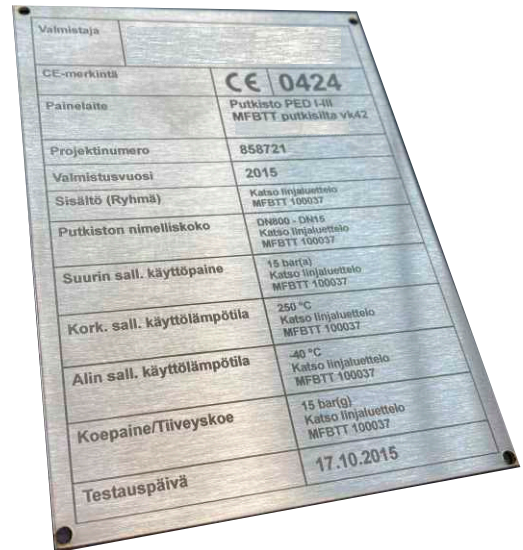 Valmistaja
CE-merkintä
CE 0424
Painelaite
Putkisto PED I-III
MFBTT putkisilta vk42
Projektinumero
858721
Valmistusvuosi
2015
Sisältö (Ryhmä)
Katso linjaluettelo
MFBTT 100037
Putkiston nimelliskoko
DN800 - DN15
Katso linjaluettelo
MFBTT 100037
Suurin sall. käyttöpaine
15 bar(a)
Katso linjaluettelo
MFBTT 100037
Kork. sall. käyttölämpötila
250 °C
Katso linjaluettelo
MFBTT 100037
Alin sall. käyttölämpötila
-40 °C
Katso linjaluettelo
MFBTT 100037
Koepaine/Tiiveyskoe
15 bar(g)
Katso linjaluettelo
MFBTT 100037
Testauspäivä
17.10.2015